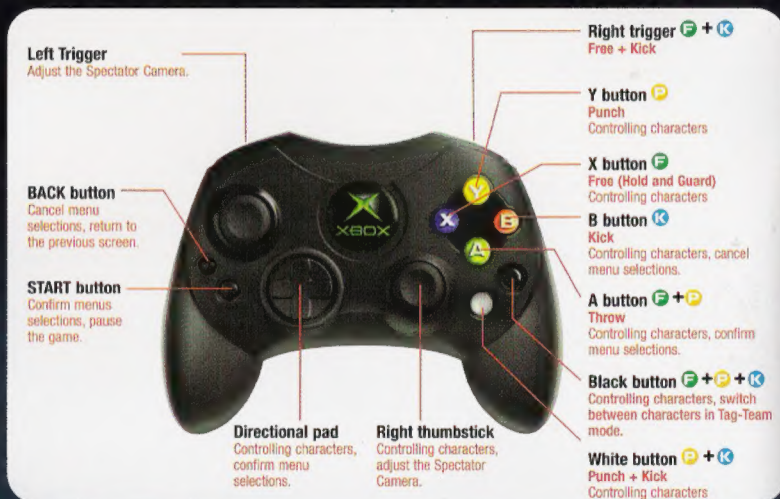 Left Trigger
Adjust the Spectator Camera.
BACK button
Cancel menu
selections, return to
the previous screen.
START button
Confirm menus
selections, pause
the game.
XBOX
Y
X
B
A
Directional pad
Controlling characters,
confirm menu
selections.
Right thumbstick
Controlling characters,
adjust the Spectator
Camera.
Right trigger F + K
Free + Kick
Y button P
Punch
Controlling characters
X button F
Free (Hold and Guard)
Controlling characters
B button K
Kick
Controlling characters, cancel
menu selections.
A button F + P
Throw
Controlling characters, confirm
menu selections.
Black button F + P + K
Controlling characters, switch
between characters in Tag-Team
mode.
White button P + K
Punch + Kick
Controlling characters